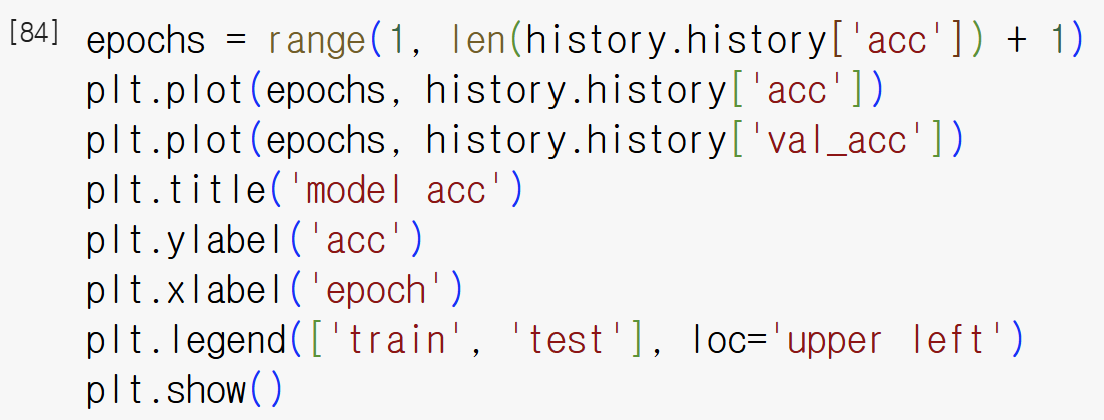 [84] epochs = range(1, len(history.history['acc']) + 1)
plt.plot(epochs, history.history['acc'])
plt.plot(epochs, history.history['val_acc'])
plt.title('model acc')
plt.ylabel('acc')
plt.xlabel('epoch')
plt.legend(['train', 'test'], loc='upper left')
plt.show()